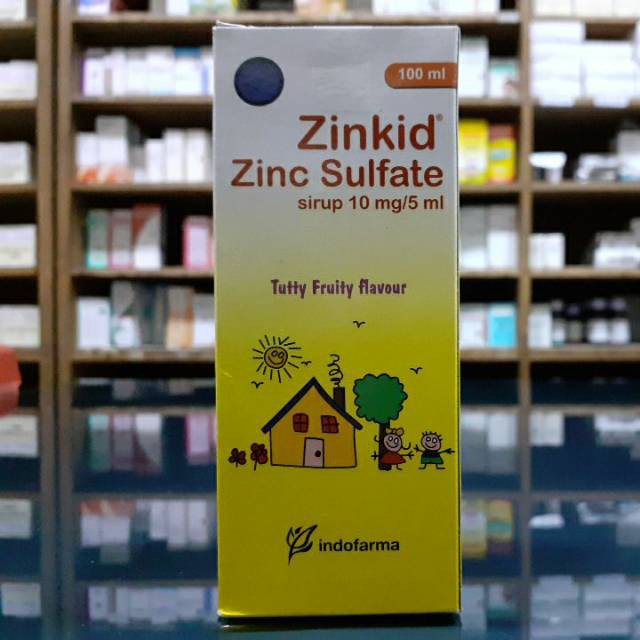 100 ml
Zinkid®
Zinc Sulfate
sirup 10 mg/5 ml
Tutty Fruity flavour
indofarma